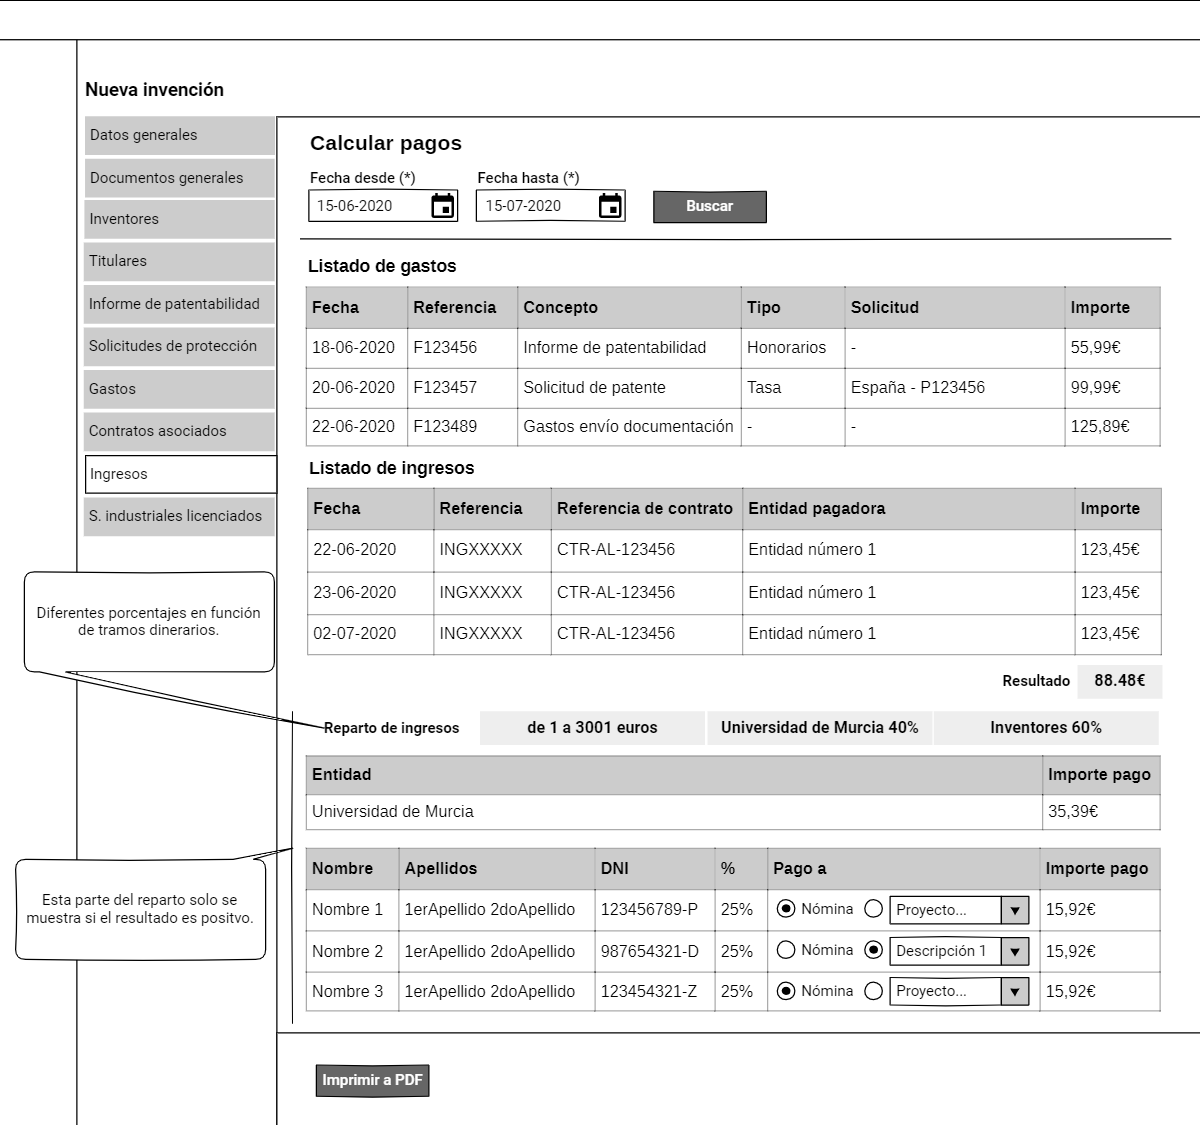 Nueva invención
Datos generales
Documentos generales
Inventores
Titulares
Informe de patentabilidad
Solicitudes de protección
Gastos
Contratos asociados
Ingresos
S. industriales licenciados
Diferentes porcentajes en función
de tramos dinerarios.
Esta parte del reparto solo se
muestra si el resultado es positvo.
Calcular pagos
Fecha desde (*) Fecha hasta (*)
15-06-2020 15-07-2020 Buscar
Listado de gastos
Fecha Referencia Concepto Tipo Solicitud Importe
18-06-2020 F123456 Informe de patentabilidad Honorarios - 55,99€
20-06-2020 F123457 Solicitud de patente Tasa España - P123456 99,99€
22-06-2020 F123489 Gastos envío documentación - - 125,89€
Listado de ingresos
Fecha Referencia Referencia de contrato Entidad pagadora Importe
22-06-2020 INGXXXXX CTR-AL-123456 Entidad número 1 123,45€
23-06-2020 INGXXXXX CTR-AL-123456 Entidad número 1 123,45€
02-07-2020 INGXXXXX CTR-AL-123456 Entidad número 1 123,45€
Resultado 88.48€
Reparto de ingresos de 1 a 3001 euros Universidad de Murcia 40% Inventores 60%
Entidad Importe pago
Universidad de Murcia 35,39€
Nombre Apellidos DNI % Pago a Importe pago
Nombre 1 1erApellido 2doApellido 123456789-P 25% Nómina Proyecto... 15,92€
Nombre 2 1erApellido 2doApellido 987654321-D 25% Nómina Descripción 1 15,92€
Nombre 3 1erApellido 2doApellido 123454321-Z 25% Nómina Proyecto... 15,92€
Imprimir a PDF